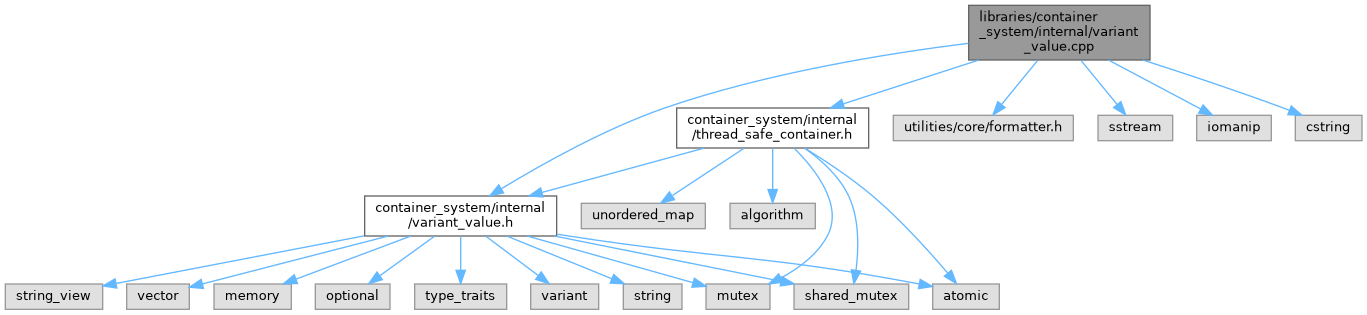 libraries/container
_system/internal/variant
_value.cpp
container_system/internal
/thread_safe_container.h
utilities/core/formatter.h
sstream
iomanip
cstring
container_system/internal
/variant_value.h
unordered_map
algorithm
string_view
vector
memory
optional
type_traits
variant
string
mutex
shared_mutex
atomic